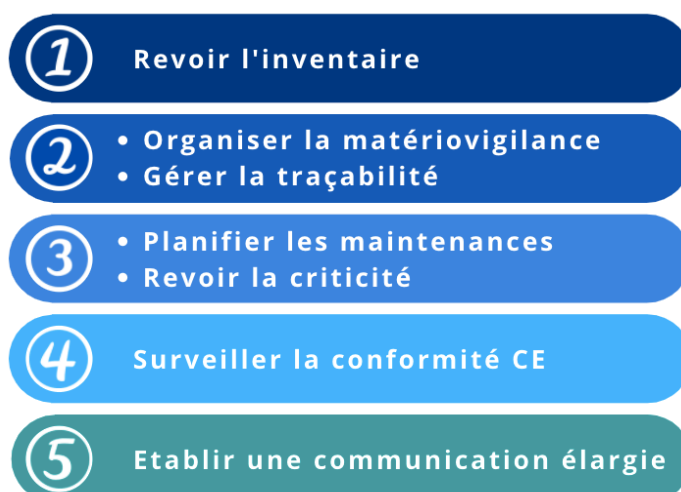 1 Revoir l'inventaire
2 • Organiser la matériovigilance
• Gérer la traçabilité
3 • Planifier les maintenances
• Revoir la criticité
4 Surveiller la conformité CE
5 Etablir une communication élargie